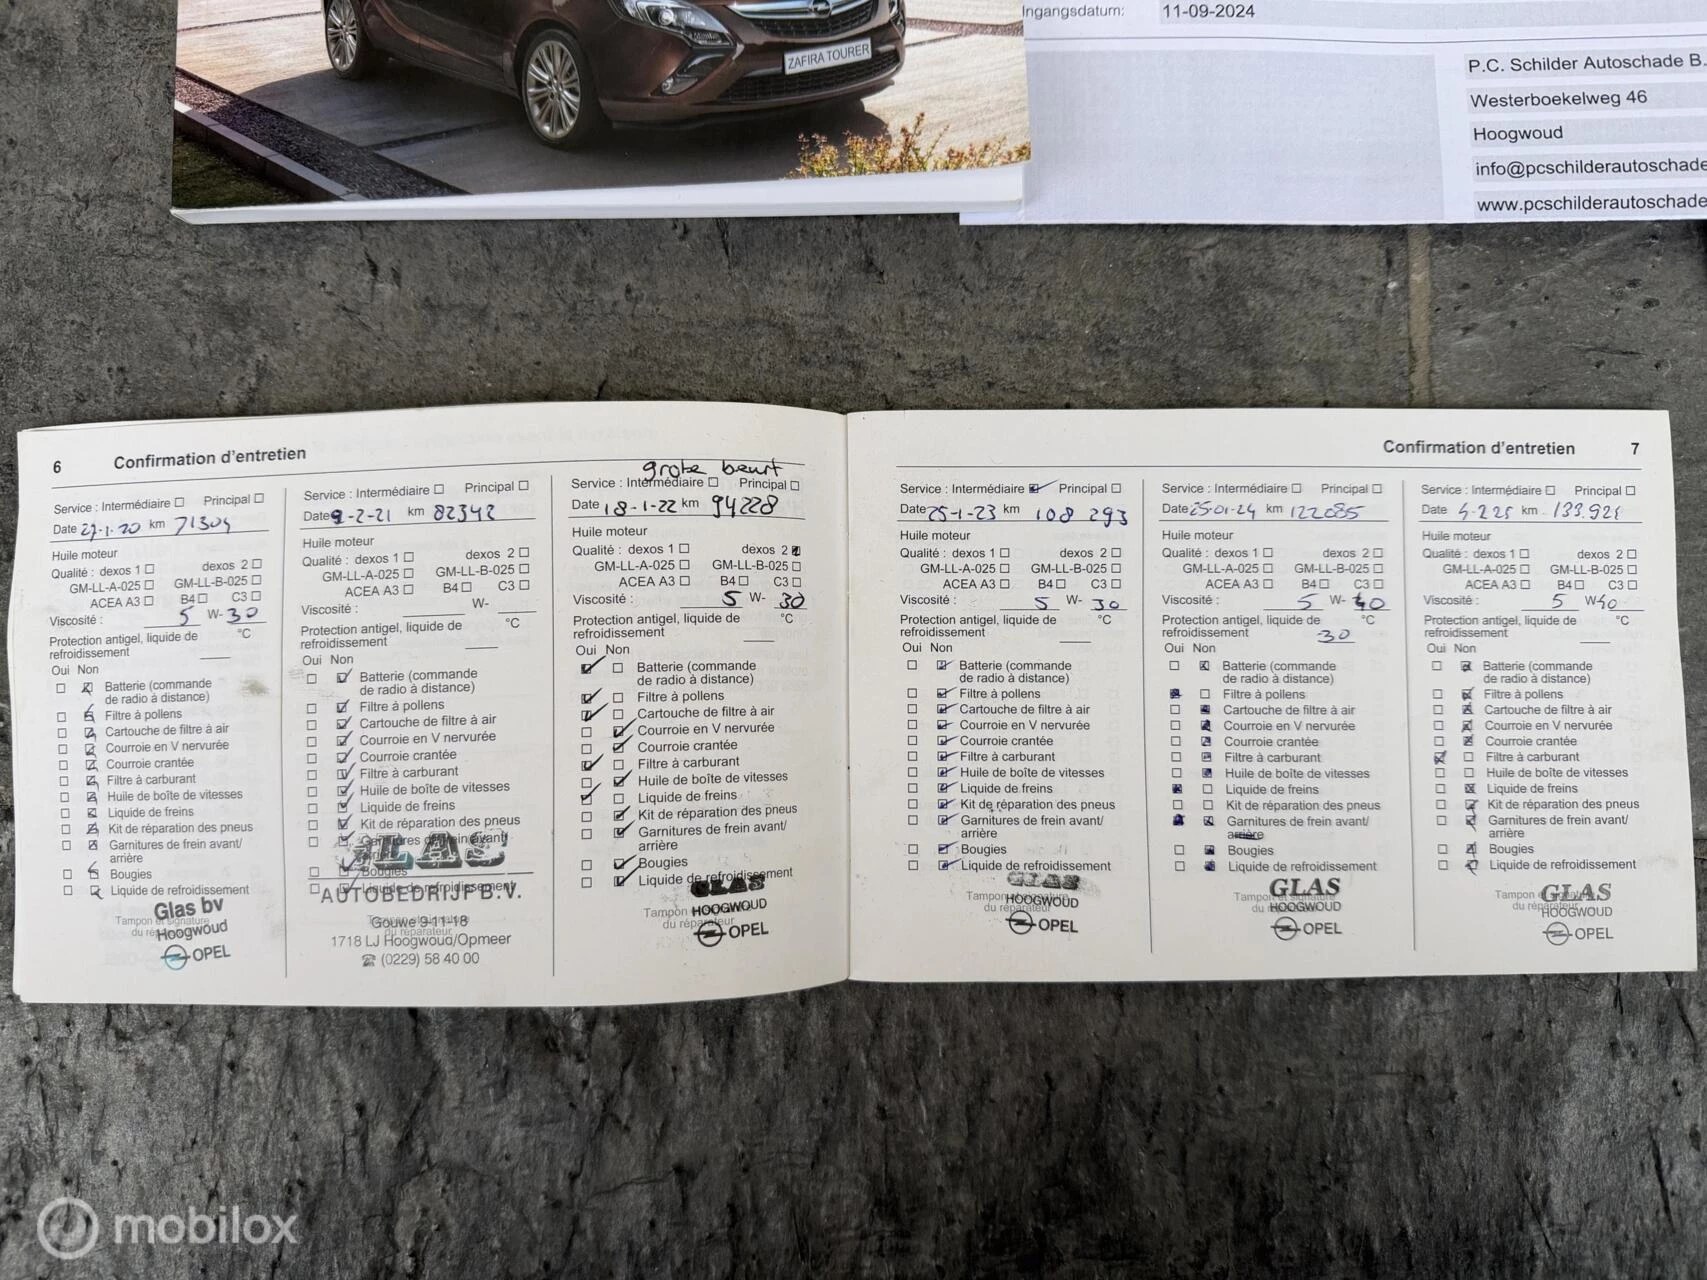 ZAFIRA TOURER
Ingangsdatum: 11-09-2024
P.C. Schilder Autoschade B.
Westerboekelweg 46
Hoogwoud
info@pcschilderautoschade
www.pcschilderautoschade
6 Confirmation d'entretien
Service : Intermédiaire Principal
Date 27-1-20 km 71304
Huile moteur
Qualité : dexos 1 dexos 2
GM-LL-A-025 GM-LL-B-025
ACEA A3 B4 C3
Viscosité : 5 W- 30
Protection antigel, liquide de °C
refroidissement
Oui Non
Batterie (commande
de radio à distance)
Filtre à pollens
Cartouche de filtre à air
Courroie en V nervurée
Courroie crantée
Filtre à carburant
Huile de boîte de vitesses
Liquide de freins
Kit de réparation des pneus
Garnitures de frein avant/
arrière
Bougies
Liquide de refroidissement
Tampon et signature
du réparateur
Glas bv
Hoogwoud
OPEL
Service : Intermédiaire Principal
Date 9-2-21 km 82342
Huile moteur
Qualité : dexos 1 dexos 2
GM-LL-A-025 GM-LL-B-025
ACEA A3 B4 C3
Viscosité : W-
Protection antigel, liquide de °C
refroidissement
Oui Non
Batterie (commande
de radio à distance)
Filtre à pollens
Cartouche de filtre à air
Courroie en V nervurée
Courroie crantée
Filtre à carburant
Huile de boîte de vitesses
Liquide de freins
Kit de réparation des pneus
Garnitures de frein avant/
arrière
Bougies
Liquide de refroidissement
GLAS
AUTOBEDRIJF B.V.
Tampon et signature
du réparateur
Gouwe 9-11-18
1718 LJ Hoogwoud/Opmeer
☎ (0229) 58 40 00
grote beurt
Service : Intermédiaire Principal
Date 18-1-22 km 94228
Huile moteur
Qualité : dexos 1 dexos 2
GM-LL-A-025 GM-LL-B-025
ACEA A3 B4 C3
Viscosité : 5 W- 30
Protection antigel, liquide de °C
refroidissement
Oui Non
Batterie (commande
de radio à distance)
Filtre à pollens
Cartouche de filtre à air
Courroie en V nervurée
Courroie crantée
Filtre à carburant
Huile de boîte de vitesses
Liquide de freins
Kit de réparation des pneus
Garnitures de frein avant/
arrière
Bougies
Liquide de refroidissement
Tampon et signature
du réparateur
GLAS
HOOGWOUD
OPEL
Confirmation d'entretien 7
Service : Intermédiaire Principal
Date 25-1-23 km 108 293
Huile moteur
Qualité : dexos 1 dexos 2
GM-LL-A-025 GM-LL-B-025
ACEA A3 B4 C3
Viscosité : 5 W- 30
Protection antigel, liquide de °C
refroidissement
Oui Non
Batterie (commande
de radio à distance)
Filtre à pollens
Cartouche de filtre à air
Courroie en V nervurée
Courroie crantée
Filtre à carburant
Huile de boîte de vitesses
Liquide de freins
Kit de réparation des pneus
Garnitures de frein avant/
arrière
Bougies
Liquide de refroidissement
Tampon et signature
du réparateur
GLAS
HOOGWOUD
OPEL
Service : Intermédiaire Principal
Date 25-01-24 km 122085
Huile moteur
Qualité : dexos 1 dexos 2
GM-LL-A-025 GM-LL-B-025
ACEA A3 B4 C3
Viscosité : 5 W- 40
Protection antigel, liquide de °C
refroidissement -30
Oui Non
Batterie (commande
de radio à distance)
Filtre à pollens
Cartouche de filtre à air
Courroie en V nervurée
Courroie crantée
Filtre à carburant
Huile de boîte de vitesses
Liquide de freins
Kit de réparation des pneus
Garnitures de frein avant/
arrière
Bougies
Liquide de refroidissement
Tampon et signature
du réparateur
GLAS
HOOGWOUD
OPEL
Service : Intermédiaire Principal
Date km 133.921
Huile moteur
Qualité : dexos 1 dexos 2
GM-LL-A-025 GM-LL-B-025
ACEA A3 B4 C3
Viscosité : 5 W 40
Protection antigel, liquide de °C
refroidissement
Oui Non
Batterie (commande
de radio à distance)
Filtre à pollens
Cartouche de filtre à air
Courroie en V nervurée
Courroie crantée
Filtre à carburant
Huile de boîte de vitesses
Liquide de freins
Kit de réparation des pneus
Garnitures de frein avant/
arrière
Bougies
Liquide de refroidissement
Tampon et signature
du réparateur
GLAS
HOOGWOUD
OPEL
mobilox